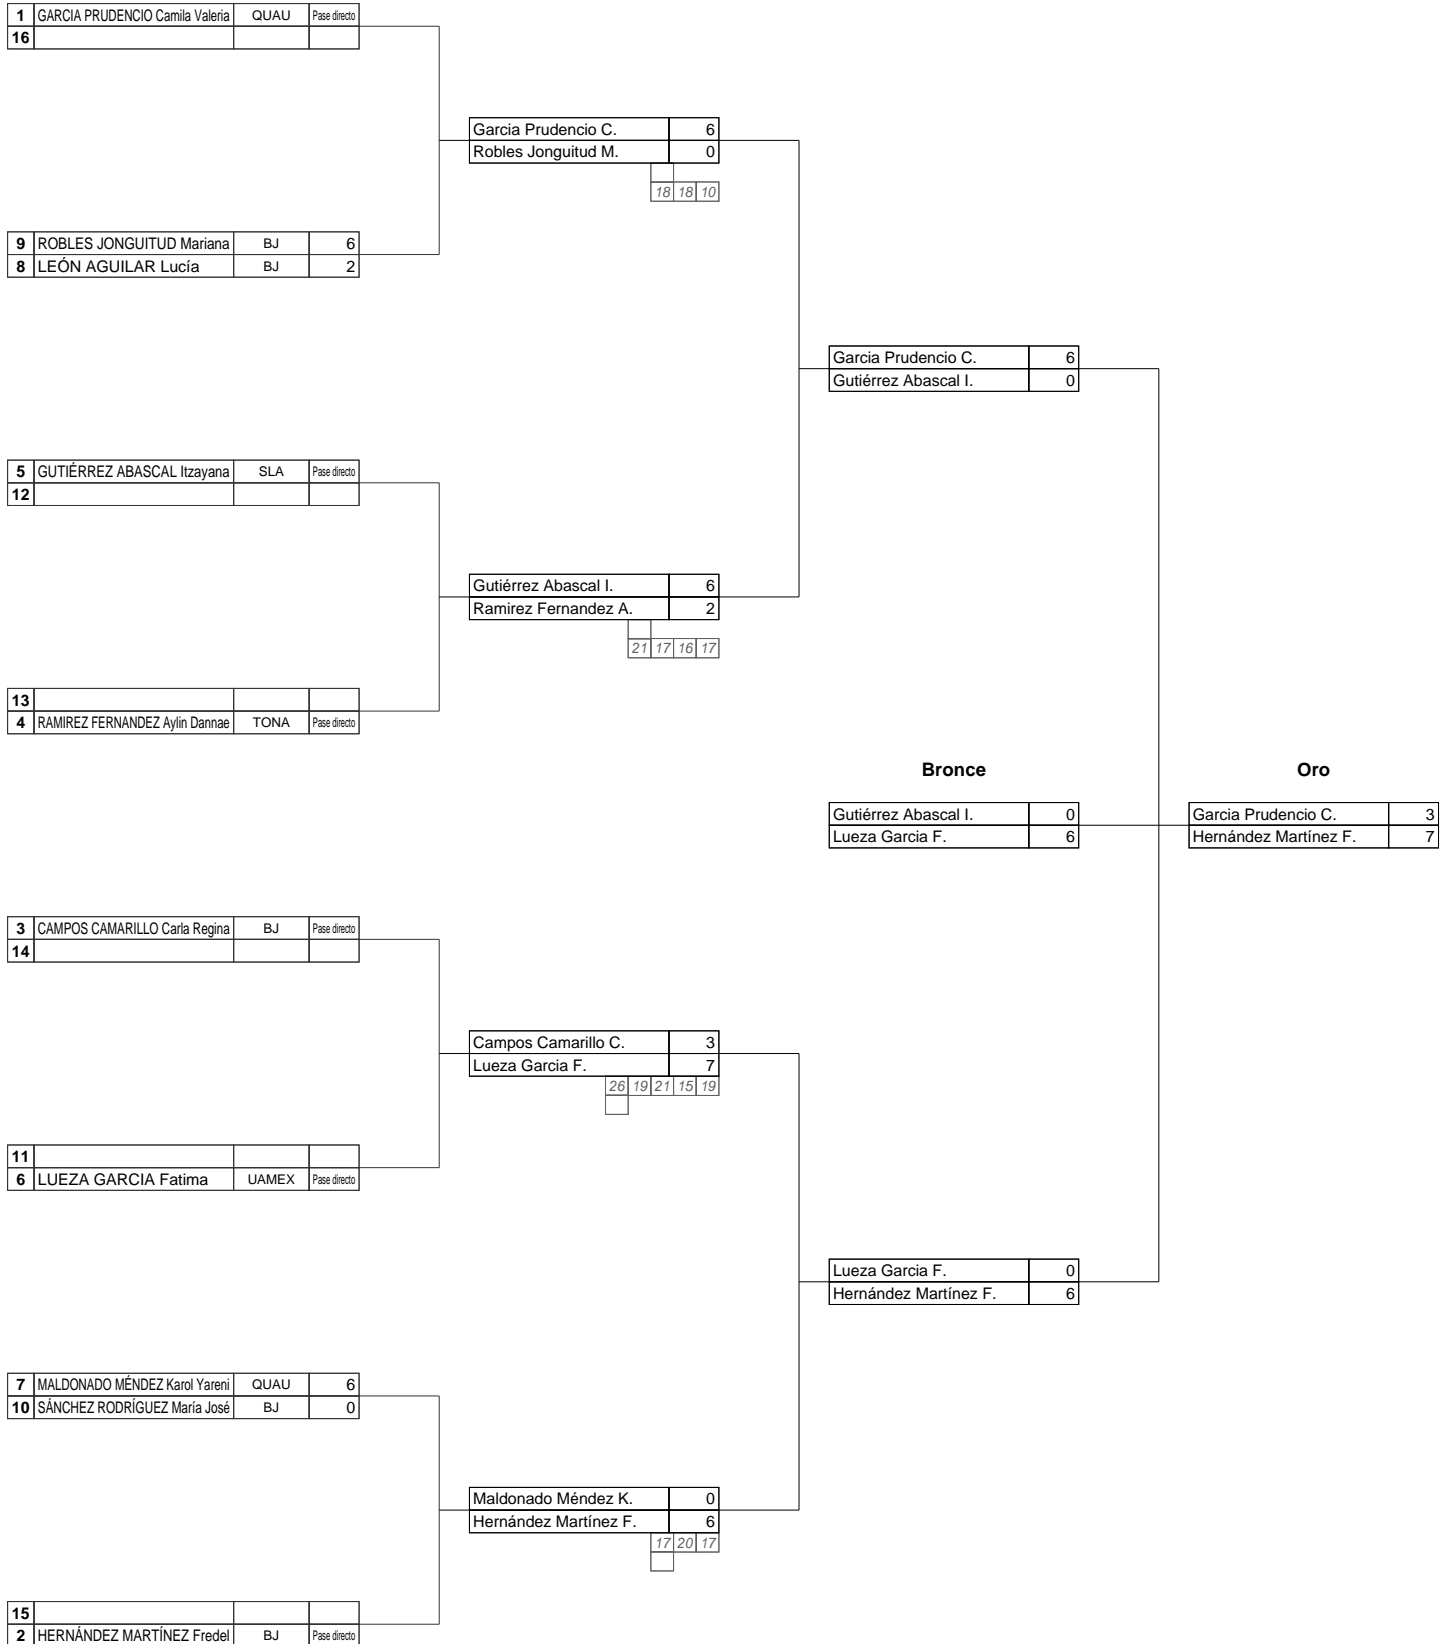 1 GARCIA PRUDENCIO Camila Valeria QUAU Pase directo
16
Garcia Prudencio C. 6
Robles Jonguitud M. 0
18 18 10
9 ROBLES JONGUITUD Mariana BJ 6
8 LEÓN AGUILAR Lucía BJ 2
Garcia Prudencio C. 6
Gutiérrez Abascal I. 0
5 GUTIÉRREZ ABASCAL Itzayana SLA Pase directo
12
Gutiérrez Abascal I. 6
Ramirez Fernandez A. 2
21 17 16 17
13
4 RAMIREZ FERNANDEZ Aylin Dannae TONA Pase directo
Bronce Oro
Gutiérrez Abascal I. 0 Garcia Prudencio C. 3
Lueza Garcia F. 6 Hernández Martínez F. 7
3 CAMPOS CAMARILLO Carla Regina BJ Pase directo
14
Campos Camarillo C. 3
Lueza Garcia F. 7
26 19 21 15 19
11
6 LUEZA GARCIA Fatima UAMEX Pase directo
Lueza Garcia F. 0
Hernández Martínez F. 6
7 MALDONADO MÉNDEZ Karol Yareni QUAU 6
10 SÁNCHEZ RODRÍGUEZ María José BJ 0
Maldonado Méndez K. 0
Hernández Martínez F. 6
17 20 17
15
2 HERNÁNDEZ MARTÍNEZ Fredel BJ Pase directo